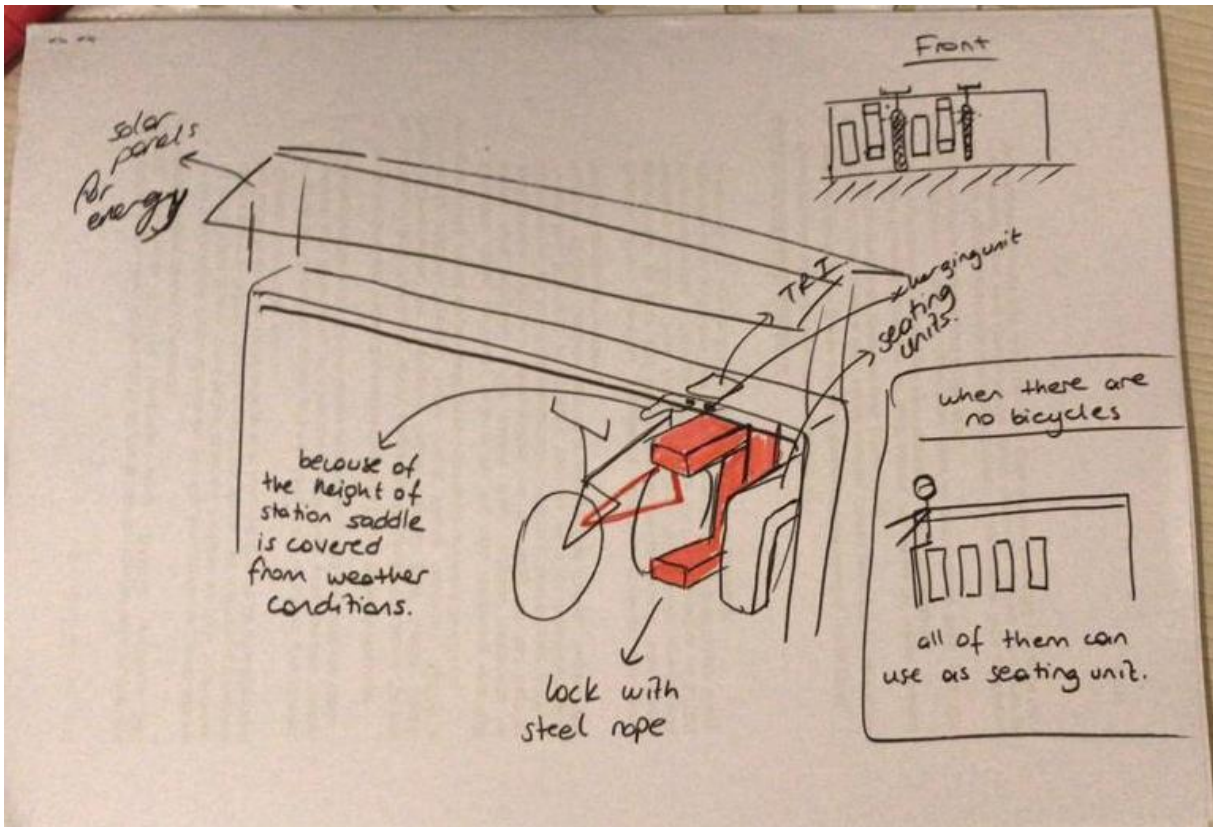 Front
solar
panels
for
energy
TRI
charging unit
seating
units.
because of
the height of
station saddle
is covered
from weather
conditions.
lock with
steel rope
when there are
no bicycles
all of them can
use as seating unit.